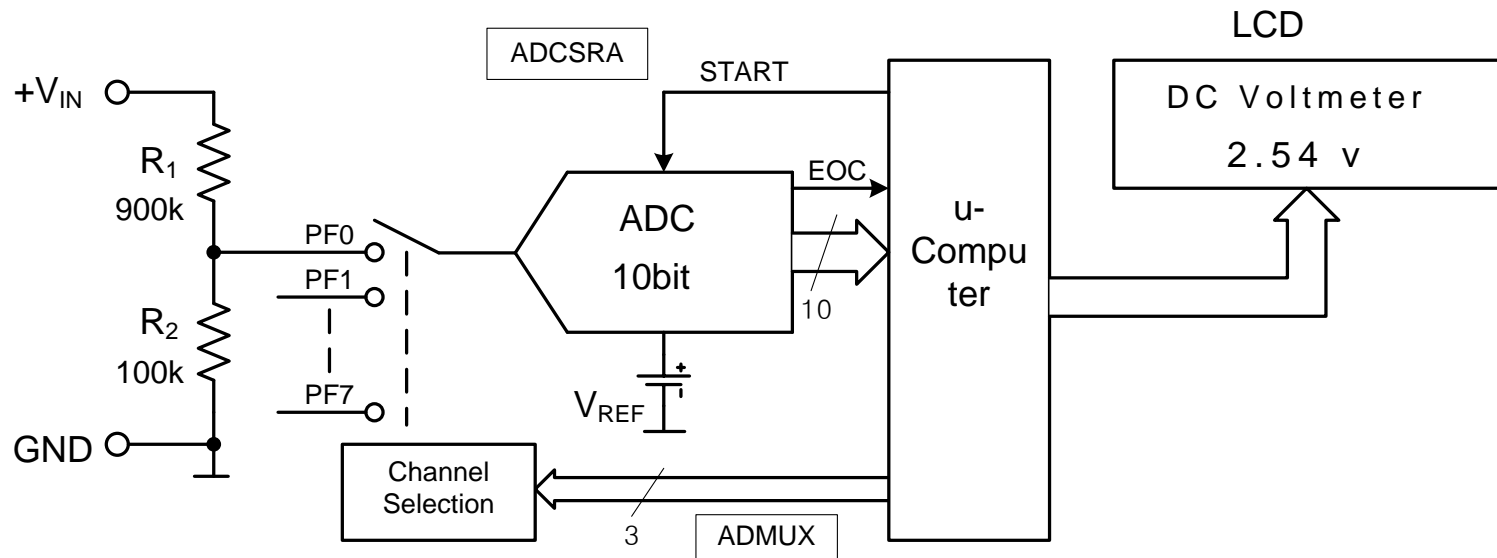 LCD
ADCSRA
START
DC Voltmeter
2.54 v
+VIN
R1
900k
EOC
ADC
10bit
10
u-
Compu
ter
PF0
PF1
R2
100k
PF7
VREF
GND
Channel
Selection
3
ADMUX